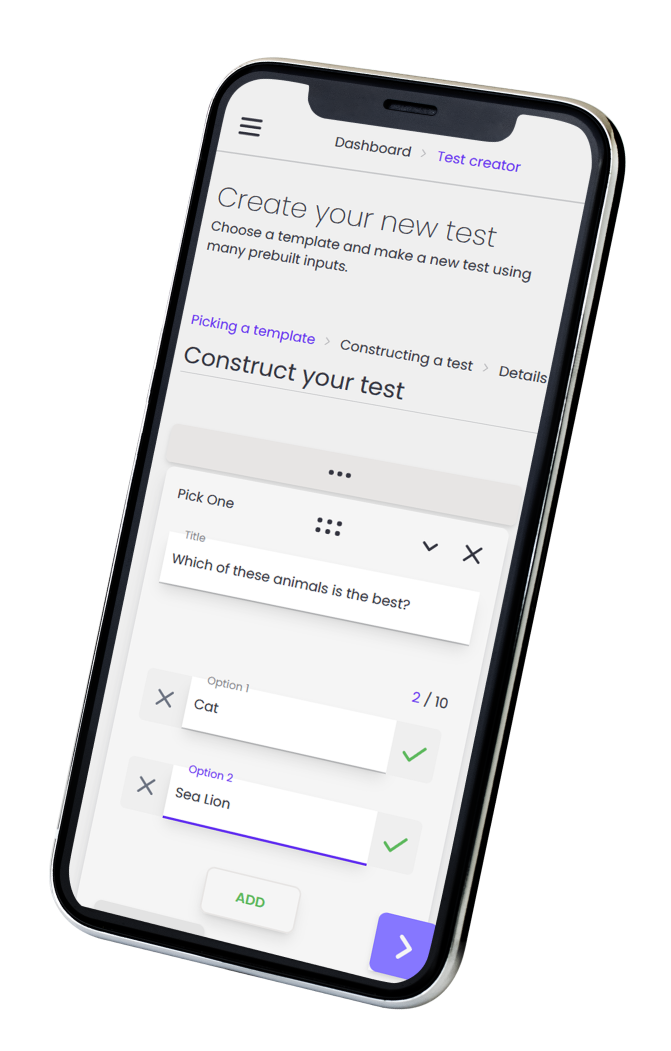 Dashboard > Test creator
Create your new test
Choose a template and make a new test using
many prebuilt inputs.
Picking a template > Constructing a test > Details
Construct your test
Pick One
Title
Which of these animals is the best?
2 / 10
Option 1
Cat
Option 2
Sea Lion
ADD